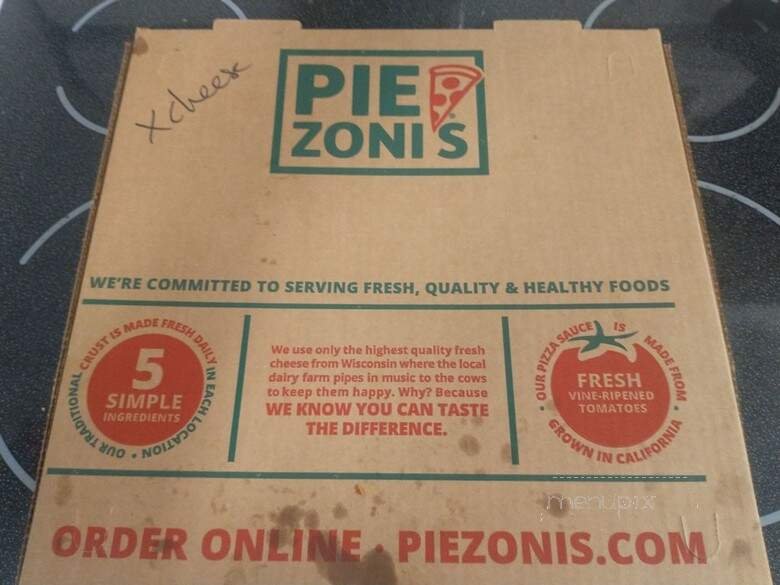 X cheese
PIE
ZONI'S
WE'RE COMMITTED TO SERVING FRESH, QUALITY & HEALTHY FOODS
OUR TRADITIONAL CRUST IS MADE FRESH DAILY IN EACH LOCATION •
5
SIMPLE
INGREDIENTS
We use only the highest quality fresh
cheese from Wisconsin where the local
dairy farm pipes in music to the cows
to keep them happy. Why? Because
WE KNOW YOU CAN TASTE
THE DIFFERENCE.
• OUR PIZZA SAUCE IS MADE FROM •
FRESH
VINE-RIPENED
TOMATOES
GROWN IN CALIFORNIA
menupix
ORDER ONLINE • PIEZONIS.COM